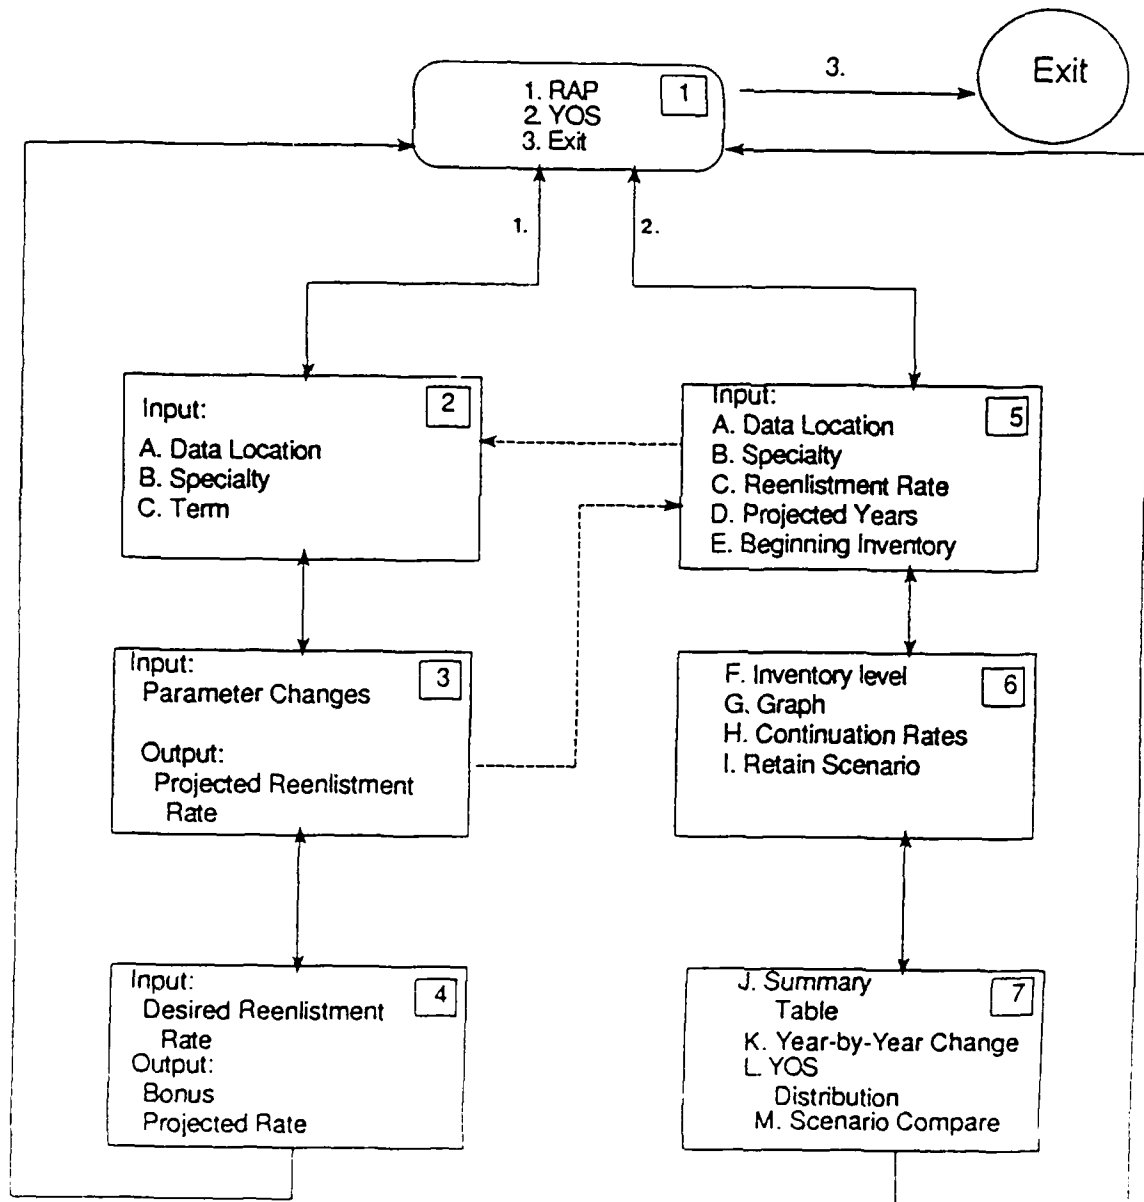 3.
Exit
1. RAP
1
2. YOS
3. Exit
1.
2.
Input:
2
A. Data Location
B. Specialty
C. Term
Input:
5
A. Data Location
B. Specialty
C. Reenlistment Rate
D. Projected Years
E. Beginning Inventory
Input:
3
Parameter Changes
Output:
Projected Reenlistment
Rate
F. Inventory level
6
G. Graph
H. Continuation Rates
I. Retain Scenario
Input:
4
Desired Reenlistment
Rate
Output:
Bonus
Projected Rate
J. Summary
7
Table
K. Year-by-Year Change
L. YOS
Distribution
M. Scenario Compare